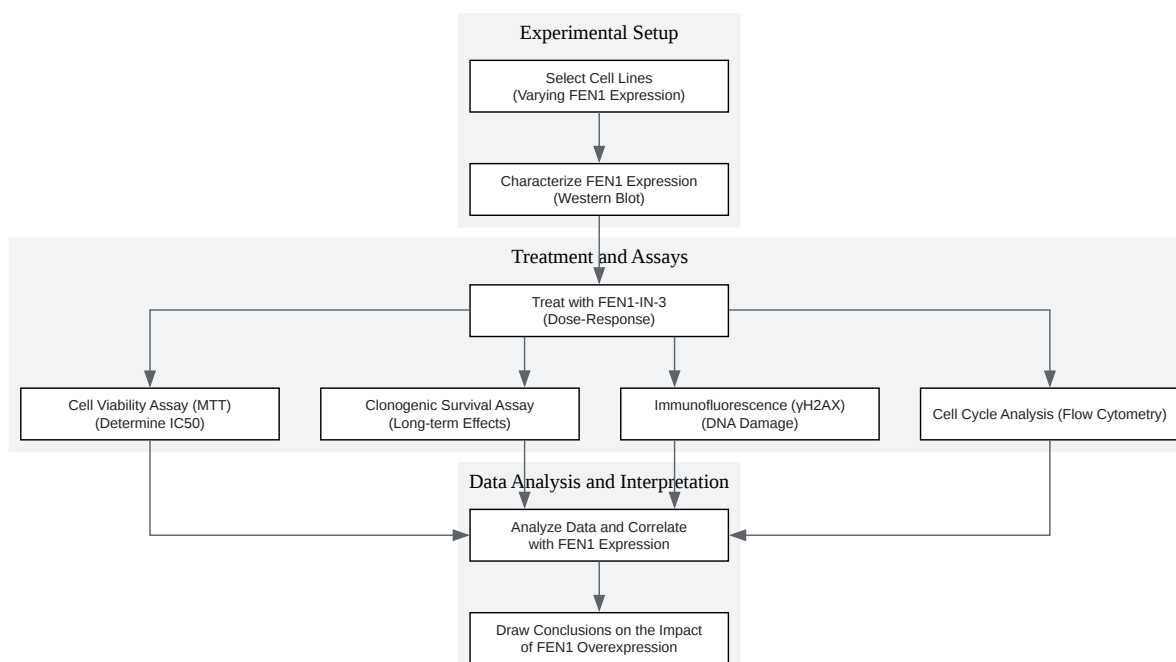 Experimental Setup
Select Cell Lines
(Varying FEN1 Expression)
Characterize FEN1 Expression
(Western Blot)
Treatment and Assays
Treat with FEN1-IN-3
(Dose-Response)
Cell Viability Assay (MTT)
(Determine IC50)
Clonogenic Survival Assay
(Long-term Effects)
Immunofluorescence (γH2AX)
(DNA Damage)
Cell Cycle Analysis (Flow Cytometry)
Data Analysis and Interpretation
Analyze Data and Correlate
with FEN1 Expression
Draw Conclusions on the Impact
of FEN1 Overexpression